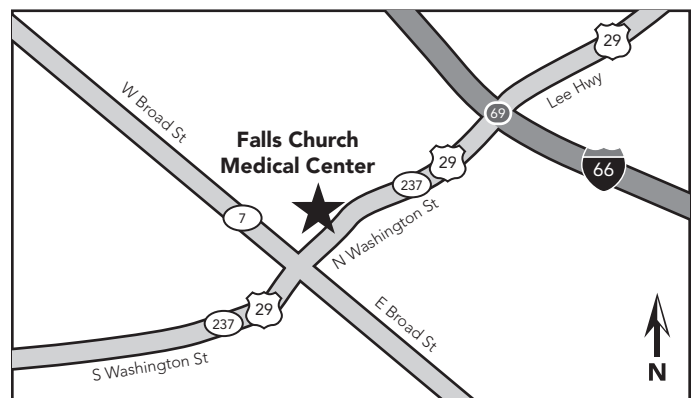 29
Lee Hwy
W Broad St
69
Falls Church
Medical Center
29
66
237
7
N Washington St
29
237
E Broad St
S Washington St
N